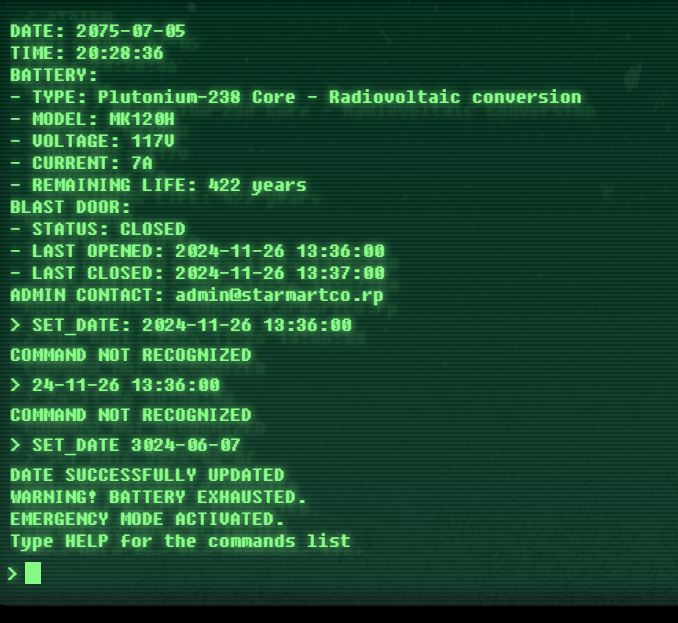 DATE: 2075-07-05
TIME: 20:28:36
BATTERY:
- TYPE: Plutonium-238 Core - Radiovoltaic conversion
- MODEL: MK120H
- VOLTAGE: 117V
- CURRENT: 7A
- REMAINING LIFE: 422 years
BLAST DOOR:
- STATUS: CLOSED
- LAST OPENED: 2024-11-26 13:36:00
- LAST CLOSED: 2024-11-26 13:37:00
ADMIN CONTACT: admin@starmartco.rp
> SET_DATE: 2024-11-26 13:36:00
COMMAND NOT RECOGNIZED
> 24-11-26 13:36:00
COMMAND NOT RECOGNIZED
> SET_DATE 3024-06-07
DATE SUCCESSFULLY UPDATED
WARNING! BATTERY EXHAUSTED.
EMERGENCY MODE ACTIVATED.
Type HELP for the commands list
>